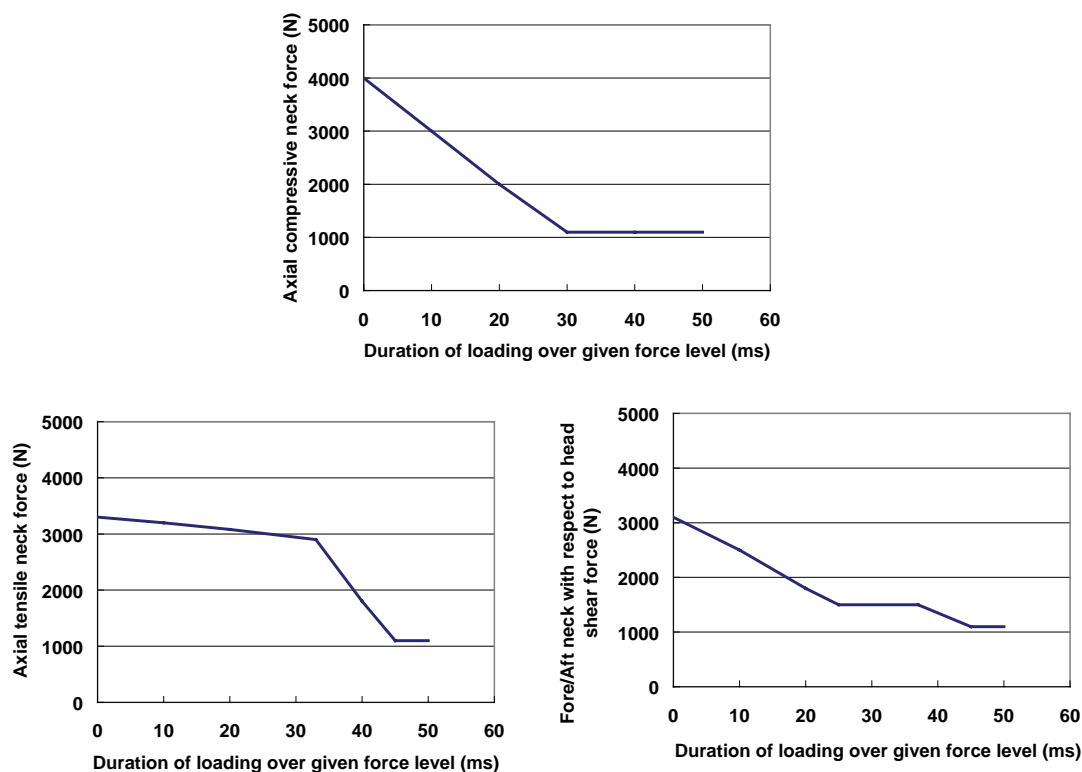 Axial compressive neck force (N)
5000
4000
3000
2000
1000
0
0 10 20 30 40 50 60
Duration of loading over given force level (ms)
Axial tensile neck force (N)
5000
4000
3000
2000
1000
0
0 10 20 30 40 50 60
Duration of loading over given force level (ms)
Fore/Aft neck with respect to head
shear force (N)
5000
4000
3000
2000
1000
0
0 10 20 30 40 50 60
Duration of loading over given force level (ms)